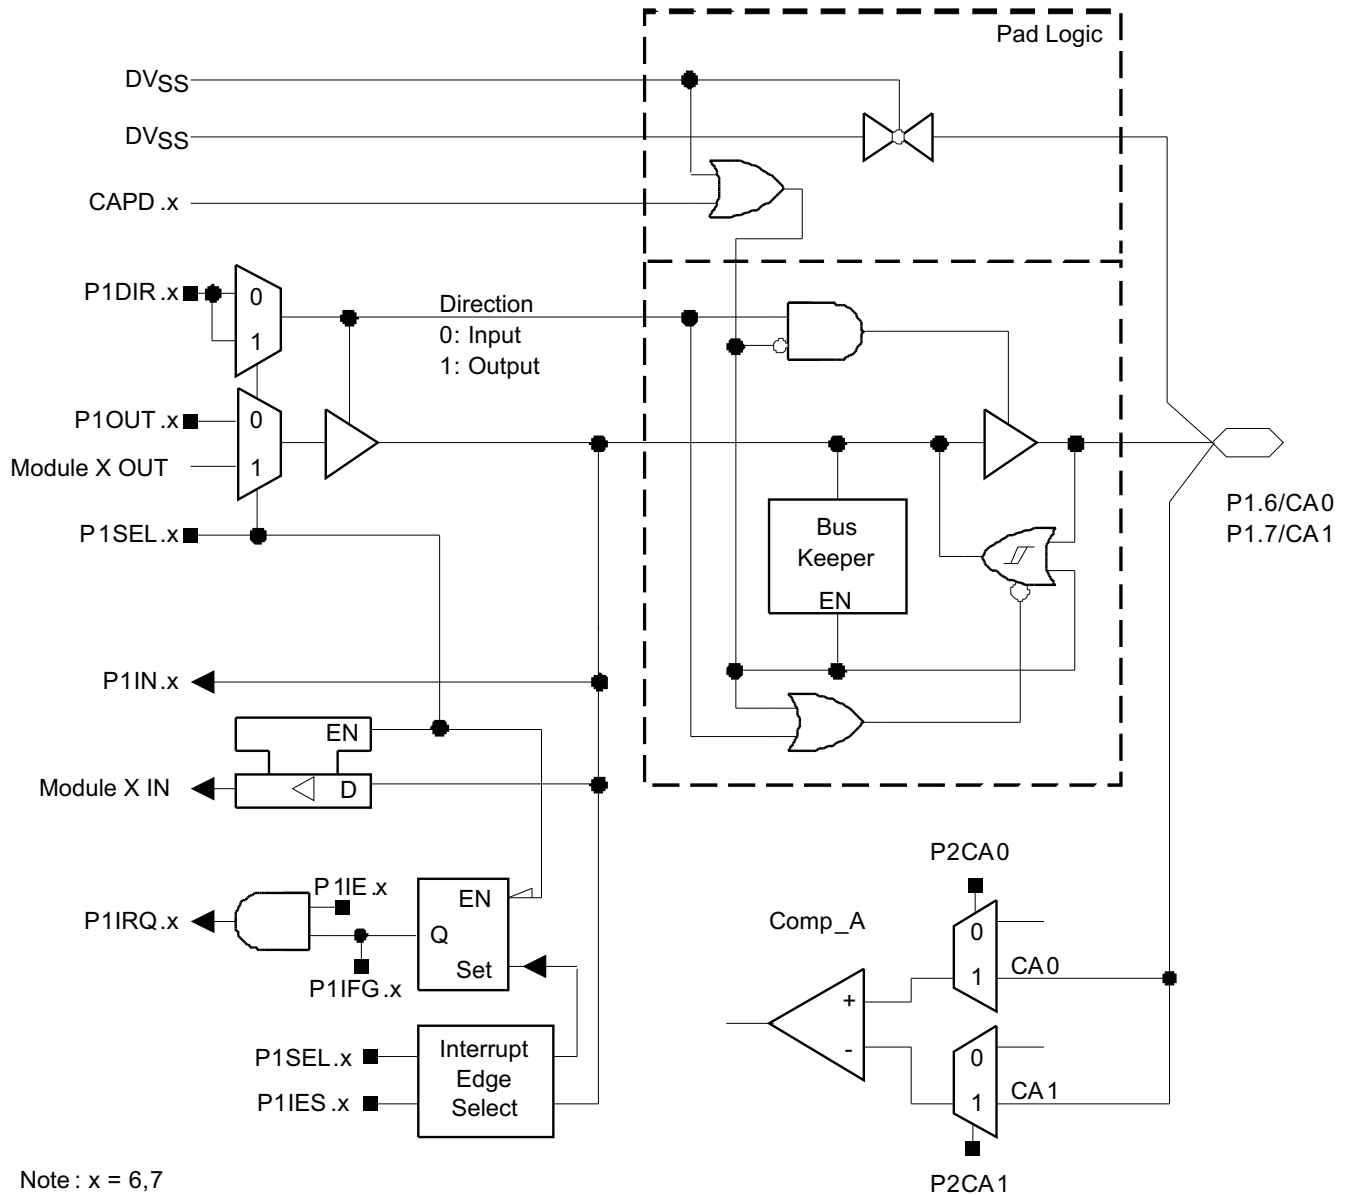 Pad Logic
DVSS
DVSS
CAPD.x
P1DIR.x
0
1
Direction
0: Input
1: Output
P1OUT.x
0
Module X OUT
1
P1SEL.x
Bus
Keeper
EN
P1.6/CA0
P1.7/CA1
P1IN.x
EN
Module X IN
D
P1IE.x
P1IRQ.x
EN
Q
Set
P1IFG.x
P1SEL.x
P1IES.x
Interrupt
Edge
Select
P2CA0
Comp_A
0
1
CA0
+
-
0
1
CA1
P2CA1
Note: x = 6,7